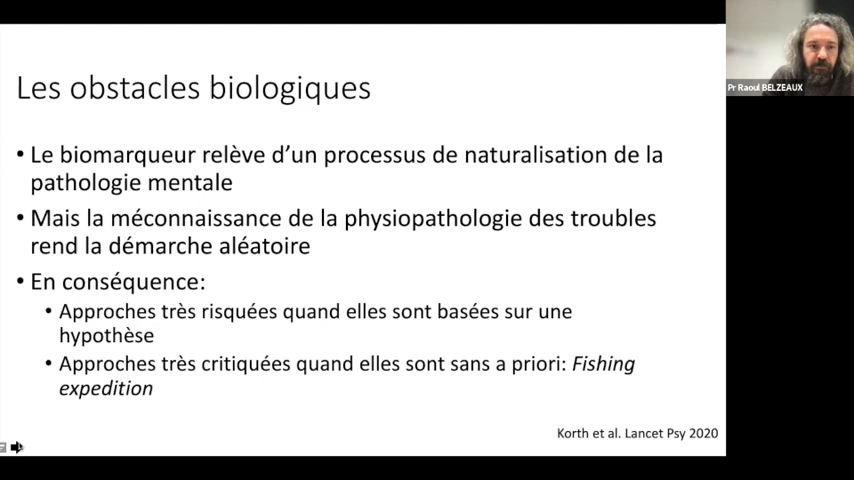 Les obstacles biologiques
• Le biomarqueur relève d'un processus de naturalisation de la
pathologie mentale
• Mais la méconnaissance de la physiopathologie des troubles
rend la démarche aléatoire
• En conséquence:
• Approches très risquées quand elles sont basées sur une
hypothèse
• Approches très critiquées quand elles sont sans a priori: Fishing
expedition
Korth et al. Lancet Psy 2020
Pr Raoul BELZEAUX